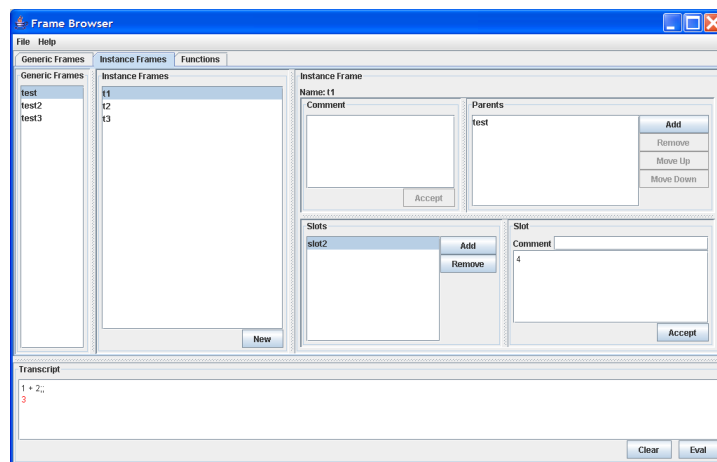 Frame Browser
File Help
Generic Frames Instance Frames Functions
Generic Frames
test
test2
test3
Instance Frames
t1
t2
t3
New
Instance Frame
Name: t1
Comment
Accept
Parents
test
Add
Remove
Move Up
Move Down
Slots
slot2
Add
Remove
Slot
Comment
4
Accept
Transcript
1 + 2;;
3
Clear Eval